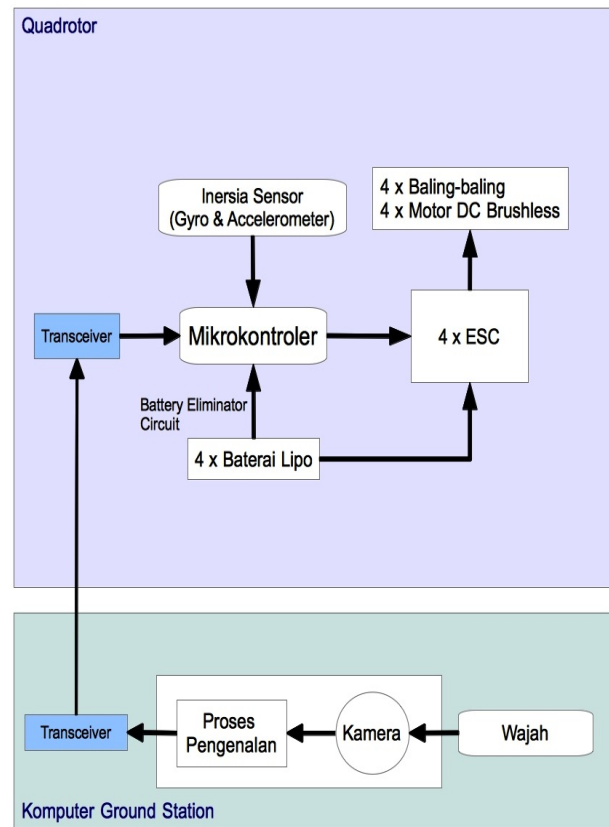 Quadrotor
Inersia Sensor
(Gyro & Accelerometer)
4 x Baling-baling
4 x Motor DC Brushless
Transceiver
Mikrokontroler
4 x ESC
Battery Eliminator
Circuit
4 x Baterai Lipo
Transceiver
Proses
Pengenalan
Kamera
Wajah
Komputer Ground Station